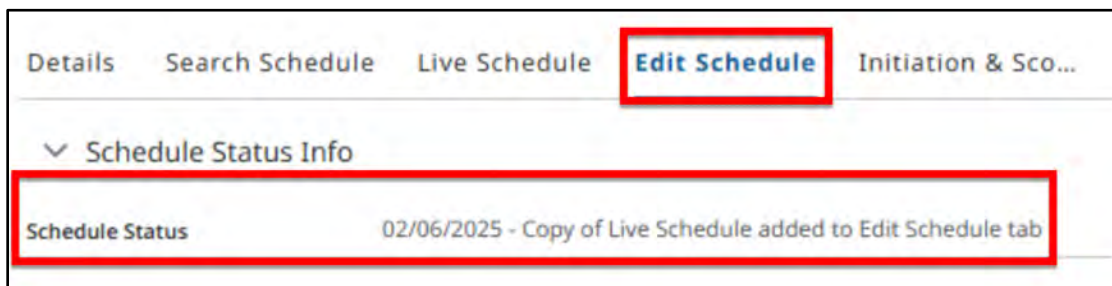 Details Search Schedule Live Schedule Edit Schedule Initiation & Sco...
Schedule Status Info
Schedule Status 02/06/2025 - Copy of Live Schedule added to Edit Schedule tab